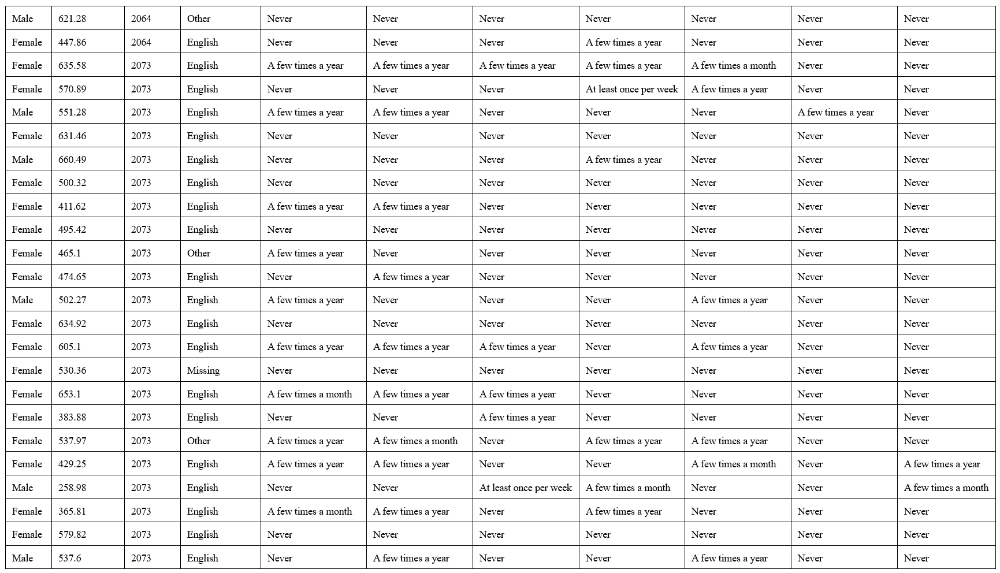 Male 621.28 2064 Other Never Never Never Never Never Never Never
Female 447.86 2064 English Never Never Never A few times a year Never Never Never
Female 635.58 2073 English A few times a year A few times a year A few times a year A few times a year A few times a month Never Never
Female 570.89 2073 English Never Never Never At least once per week A few times a year Never Never
Male 551.28 2073 English A few times a year A few times a year Never Never Never A few times a year Never
Female 631.46 2073 English Never Never Never Never Never Never Never
Male 660.49 2073 English Never Never Never A few times a year Never Never Never
Female 500.32 2073 English Never Never Never Never Never Never Never
Female 411.62 2073 English A few times a year A few times a year Never Never Never Never Never
Female 495.42 2073 English Never Never Never Never Never Never Never
Female 465.1 2073 Other A few times a year Never Never Never Never Never Never
Female 474.65 2073 English Never A few times a year Never Never Never Never Never
Male 502.27 2073 English A few times a year Never Never Never A few times a year Never Never
Female 634.92 2073 English Never Never Never Never Never Never Never
Female 605.1 2073 English A few times a year A few times a year A few times a year Never A few times a year Never Never
Female 530.36 2073 Missing Never Never Never Never Never Never Never
Female 653.1 2073 English A few times a month A few times a year A few times a year Never Never Never Never
Female 383.88 2073 English Never Never A few times a year Never Never Never Never
Female 537.97 2073 Other A few times a year A few times a month Never A few times a year A few times a year Never Never
Female 429.25 2073 English A few times a year A few times a year Never Never A few times a month Never A few times a year
Male 258.98 2073 English Never Never At least once per week A few times a month Never Never A few times a month
Female 365.81 2073 English A few times a month A few times a year Never A few times a year Never Never Never
Female 579.82 2073 English Never Never Never Never Never Never Never
Male 537.6 2073 English Never A few times a year Never Never A few times a year Never Never